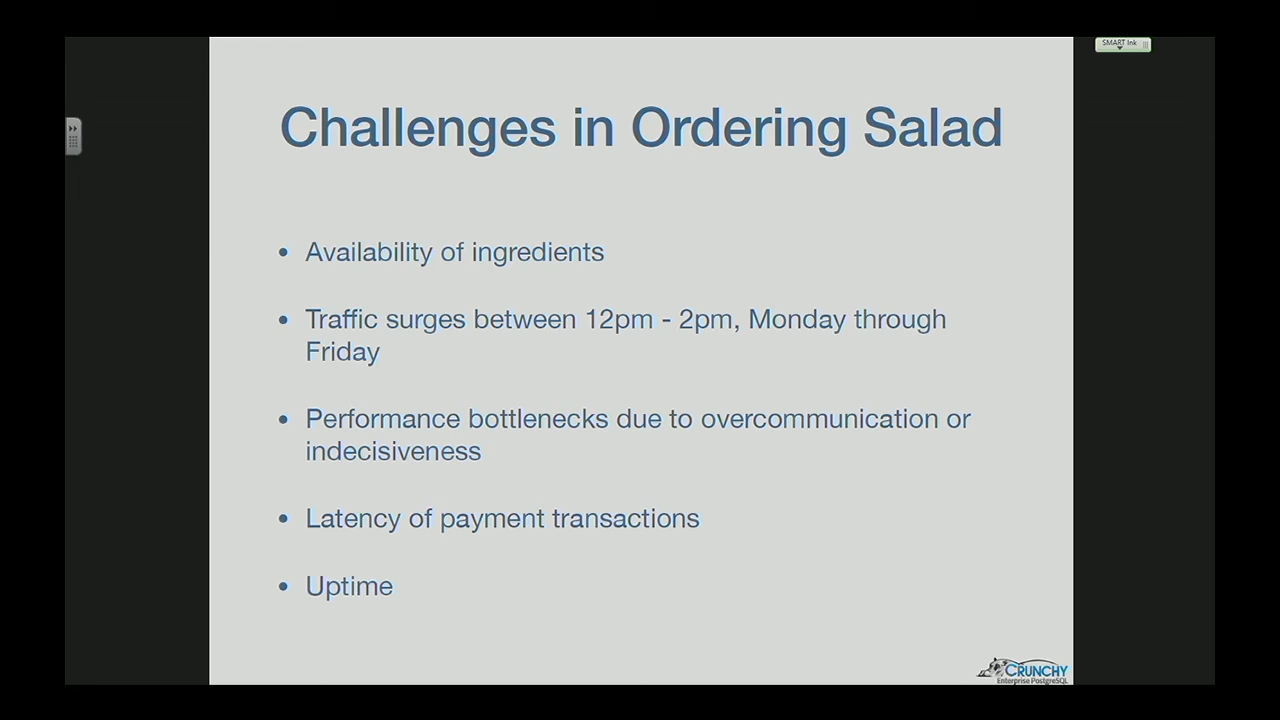 SMART Ink
Challenges in Ordering Salad
• Availability of ingredients
• Traffic surges between 12pm - 2pm, Monday through
Friday
• Performance bottlenecks due to overcommunication or
indecisiveness
• Latency of payment transactions
• Uptime
CRUNCHY
Enterprise PostgreSQL